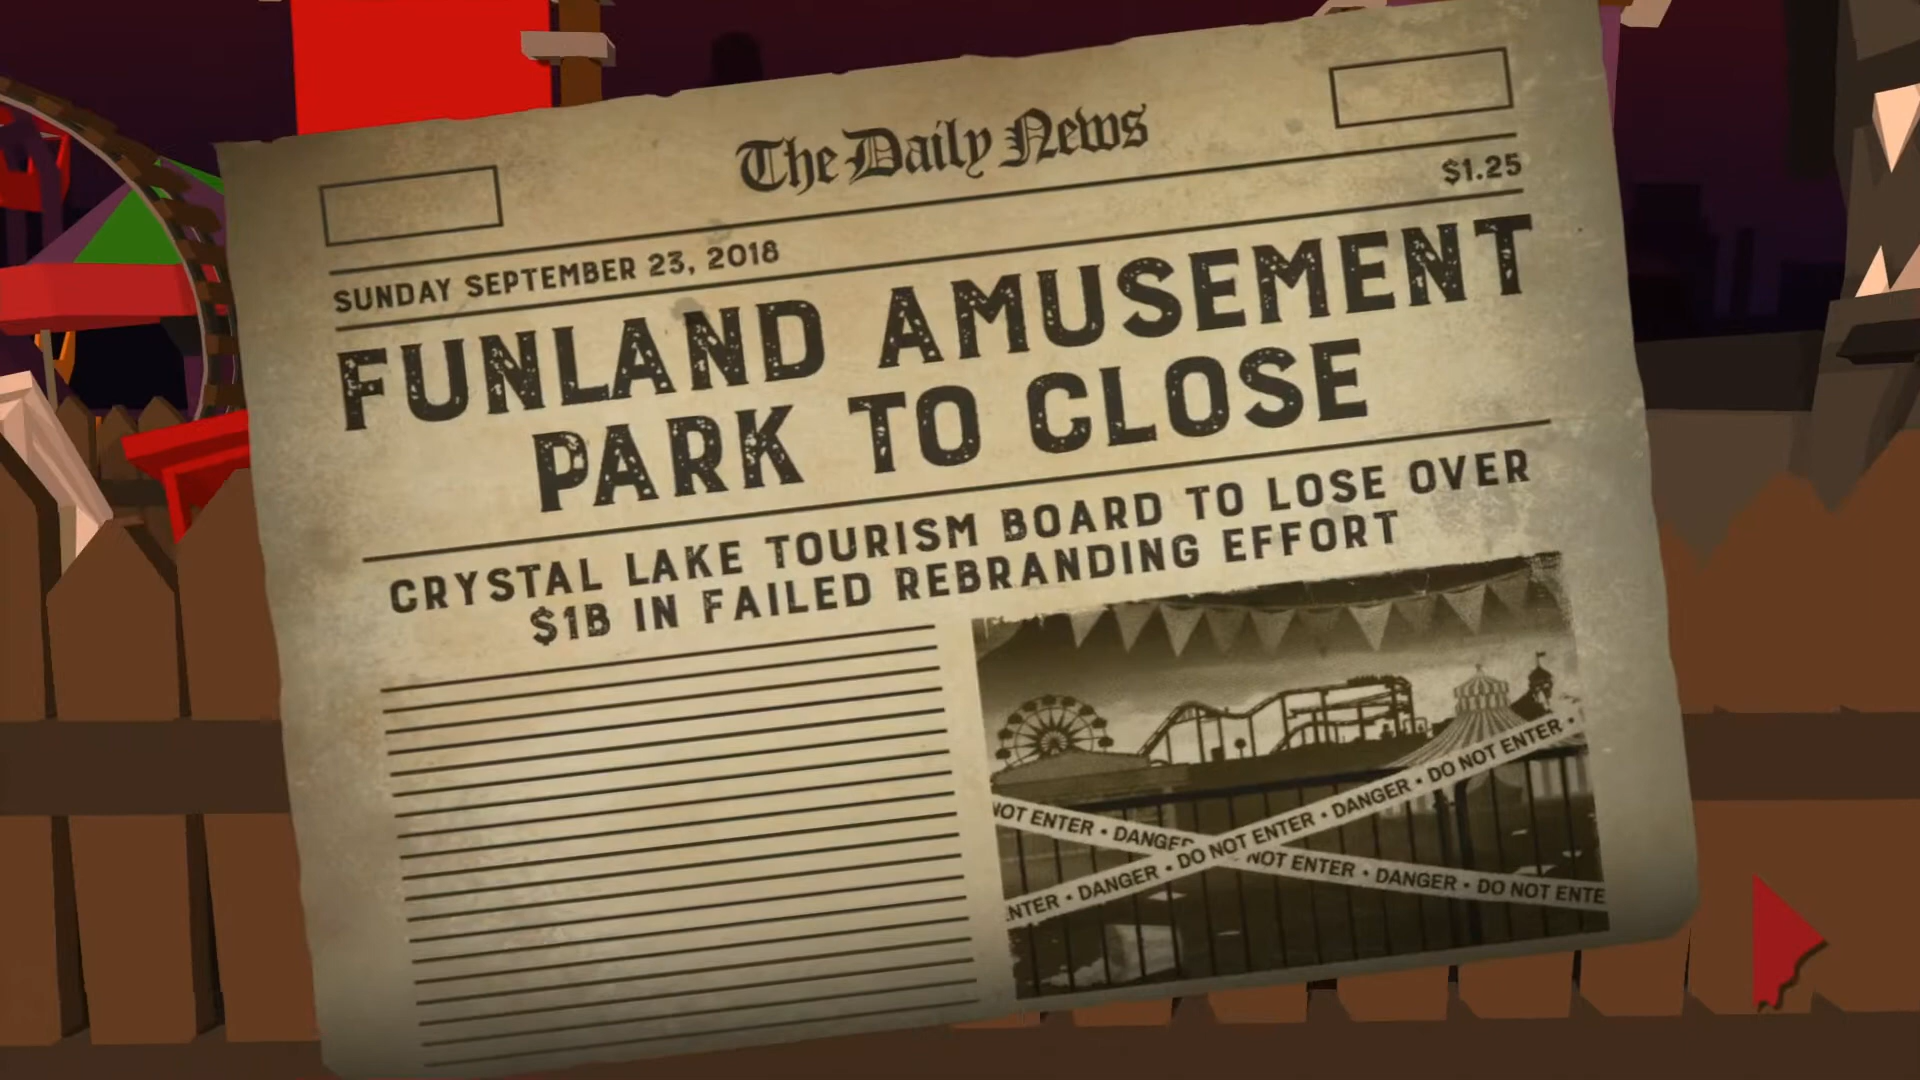 The Daily News
$1.25
SUNDAY SEPTEMBER 23, 2018
FUNLAND AMUSEMENT
PARK TO CLOSE
CRYSTAL LAKE TOURISM BOARD TO LOSE OVER
$1B IN FAILED REBRANDING EFFORT
NTER • DANGER • DO NOT ENTER • DANGER • DO NOT ENTER •
NOT ENTER • DANGER NOT ENTER • DANGER • DO NOT ENTE